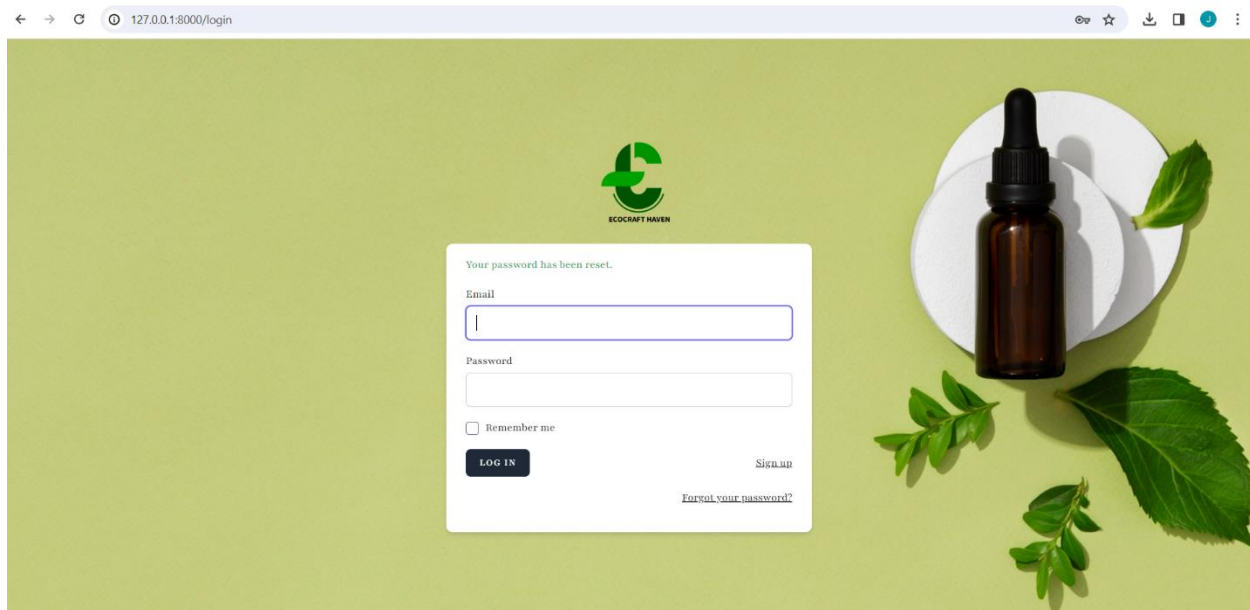 127.0.0.1:8000/login
J
ECOCRAFT HAVEN
Your password has been reset.
Email
Password
Remember me
LOG IN
Sign up
Forgot your password?